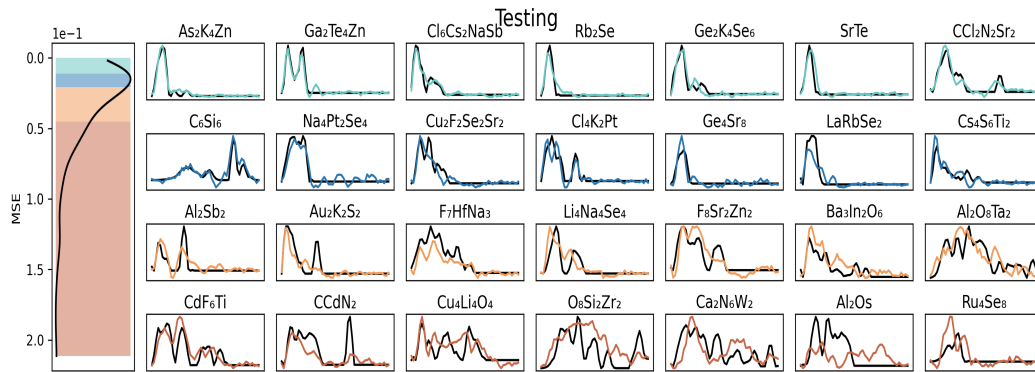 Testing
1e−1
As₂K₄Zn Ga₂Te₄Zn Cl₆Cs₂NaSb Rb₂Se Ge₂K₄Se₆ SrTe CCl₂N₂Sr₂
0.0
C₆Si₆ Na₄Pt₂Se₄ Cu₂F₂Se₂Sr₂ Cl₄K₂Pt Ge₄Sr₈ LaRbSe₂ Cs₄S₆Ti₂
0.5
1.0
MSE
Al₂Sb₂ Au₂K₂S₂ F₇HfNa₃ Li₄Na₄Se₄ F₈Sr₂Zn₂ Ba₃In₂O₆ Al₂O₈Ta₂
1.5
CdF₆Ti CCdN₂ Cu₄Li₄O₄ O₈Si₂Zr₂ Ca₂N₆W₂ Al₂Os Ru₄Se₈
2.0